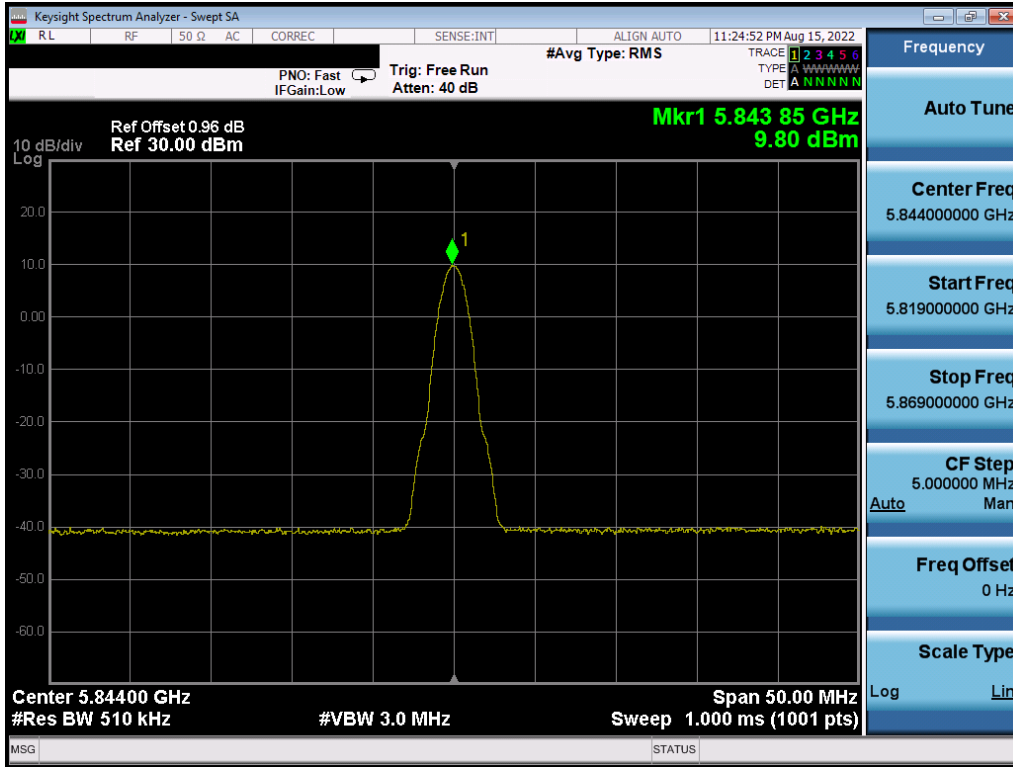 Keysight Spectrum Analyzer - Swept SA
LXI RL RF 50 Ω AC CORREC SENSE:INT ALIGN AUTO 11:24:52 PM Aug 15, 2022
#Avg Type: RMS
TRACE 1 2 3 4 5 6
TYPE A WWWWW
DET A N N N N N
PNO: Fast
IFGain:Low
Trig: Free Run
Atten: 40 dB
Mkr1 5.843 85 GHz
9.80 dBm
Ref Offset 0.96 dB
10 dB/div Ref 30.00 dBm
Log
20.0
1
10.0
0.00
-10.0
-20.0
-30.0
-40.0
-50.0
-60.0
Center 5.84400 GHz Span 50.00 MHz
#Res BW 510 kHz #VBW 3.0 MHz Sweep 1.000 ms (1001 pts)
MSG STATUS
Frequency
Auto Tune
Center Freq
5.844000000 GHz
Start Freq
5.819000000 GHz
Stop Freq
5.869000000 GHz
CF Step
5.000000 MHz
Auto Man
Freq Offset
0 Hz
Scale Type
Log Lin